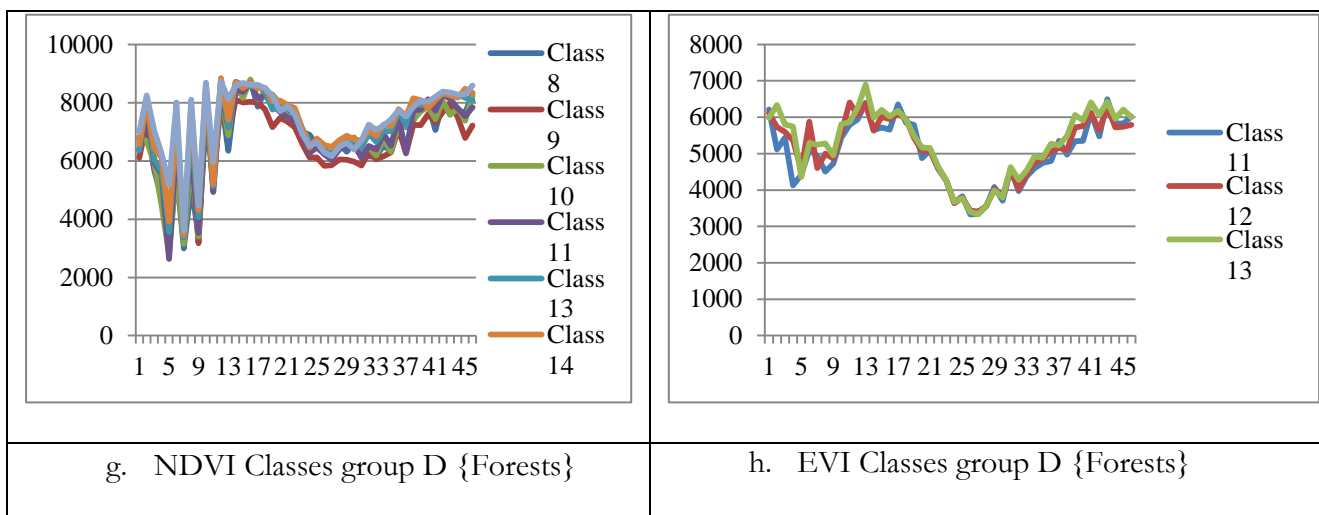 10000
8000
6000
4000
2000
0
1 5 9 13 17 21 25 29 33 37 41 45
Class
8
Class
9
Class
10
Class
11
Class
13
Class
14
8000
7000
6000
5000
4000
3000
2000
1000
0
1 5 9 13 17 21 25 29 33 37 41 45
Class
11
Class
12
Class
13
g. NDVI Classes group D {Forests}
h. EVI Classes group D {Forests}